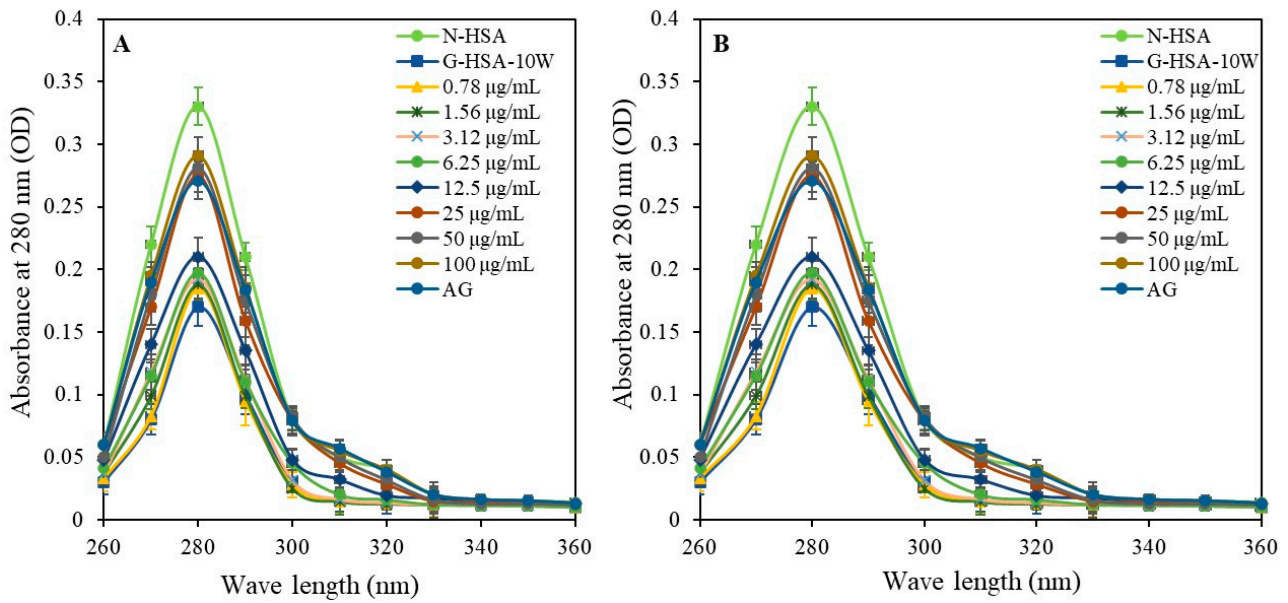 A
Absorbance at 280 nm (OD)
0.4
0.35
0.3
0.25
0.2
0.15
0.1
0.05
0
260
280
300
320
340
360
Wave length (nm)
N-HSA
G-HSA-10W
0.78 µg/mL
1.56 µg/mL
3.12 µg/mL
6.25 µg/mL
12.5 µg/mL
25 µg/mL
50 µg/mL
100 µg/mL
AG
B
Absorbance at 280 nm (OD)
0.4
0.35
0.3
0.25
0.2
0.15
0.1
0.05
0
260
280
300
320
340
360
Wave length (nm)
N-HSA
G-HSA-10W
0.78 µg/mL
1.56 µg/mL
3.12 µg/mL
6.25 µg/mL
12.5 µg/mL
25 µg/mL
50 µg/mL
100 µg/mL
AG